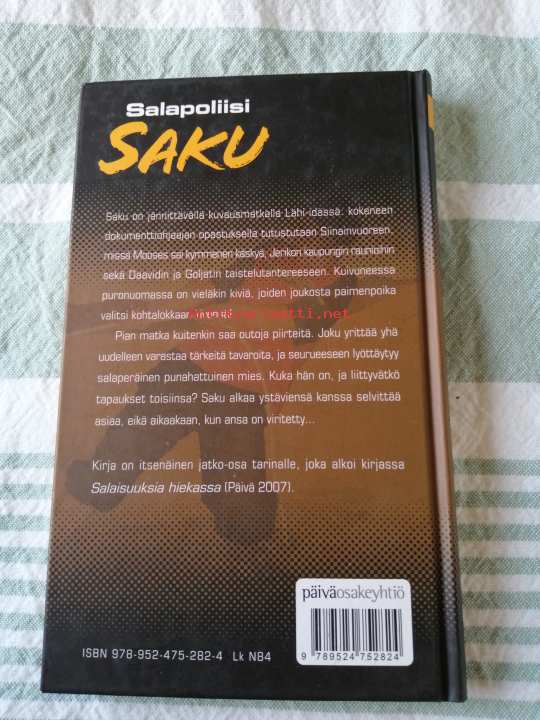 Salapoliisi
SAKU
Saku on jännittävällä kuvausmatkalla Lähi-idässä: kokeneen
dokumenttiohjaajan opastuksella tutustutaan Siinainvuoreen,
missä Mooses sai kymmenen käskyä, Jerikon kaupungin raunioihin
sekä Daavidin ja Goljatin taistelutantereeseen. Kuivuneessa
puronuomassa on vieläkin kiviä, joiden joukosta paimenpoika
valitsi kohtalokkaan
Pian matka kuitenkin saa outoja piirteitä. Joku yrittää yhä
uudelleen varastaa tärkeitä tavaroita, ja seurueeseen lyöttäytyy
salaperäinen punahattuinen mies. Kuka hän on, ja liittyvätkö
tapaukset toisiinsa? Saku alkaa ystäviensä kanssa selvittää
asiaa, eikä aikaakaan, kun ansa on viritetty...
Kirja on itsenäinen jatko-osa tarinalle, joka alkoi kirjassa
Salaisuuksia hiekassa (Päivä 2007).
päiväosakeyhtiö
ISBN 978-952-475-282-4 Lk N84
9 789524 752824